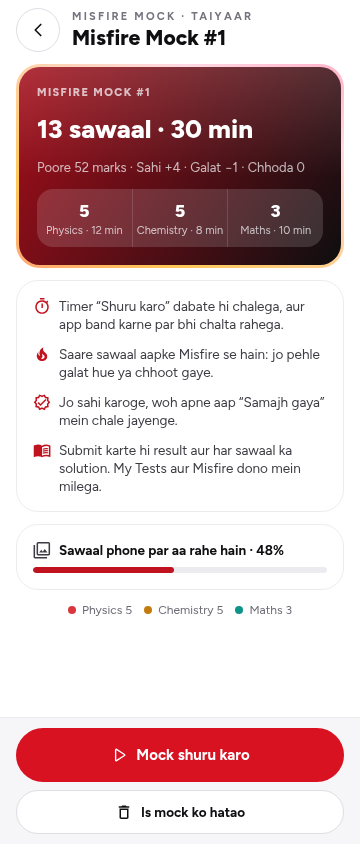 MISFIRE MOCK · TAIYAAR
Misfire Mock #1
MISFIRE MOCK #1
13 sawaal · 30 min
Poore 52 marks · Sahi +4 · Galat −1 · Chhoda 0
5 5 3
Physics · 12 min Chemistry · 8 min Maths · 10 min
Timer “Shuru karo” dabate hi chalega, aur
app band karne par bhi chalta rahega.
Saare sawaal aapke Misfire se hain: jo pehle
galat hue ya chhoot gaye.
Jo sahi karoge, woh apne aap “Samajh gaya”
mein chale jayenge.
Submit karte hi result aur har sawaal ka
solution. My Tests aur Misfire dono mein
milega.
Sawaal phone par aa rahe hain · 48%
Physics 5 Chemistry 5 Maths 3
Mock shuru karo
Is mock ko hatao